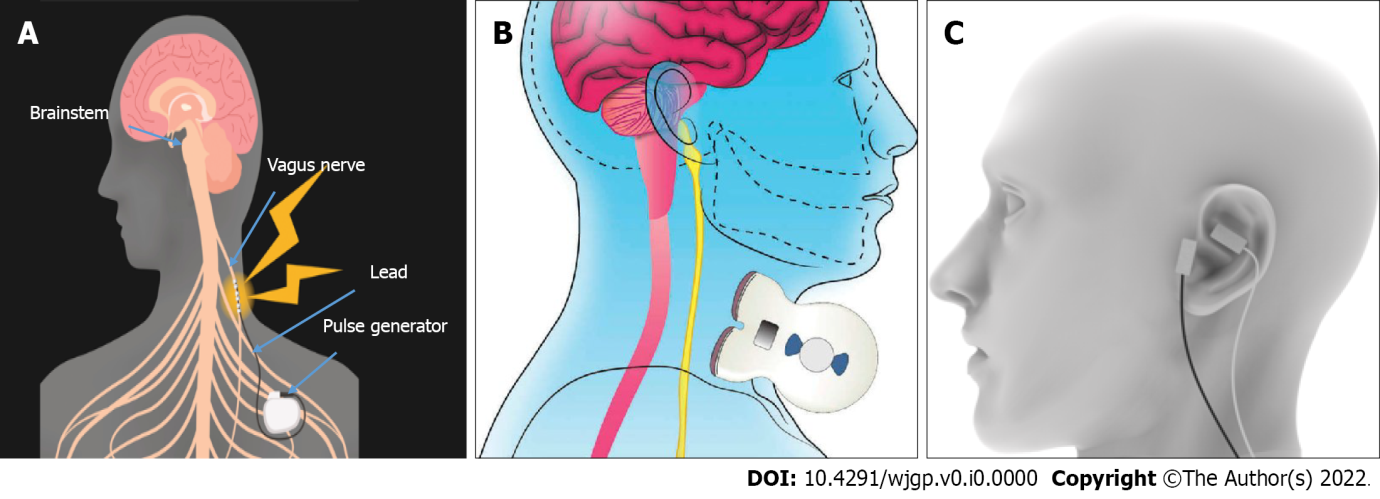 A
Brainstem
Vagus nerve
Lead
Pulse generator
B
C
DOI: 10.4291/wjgp.v0.i0.0000 Copyright ©The Author(s) 2022.